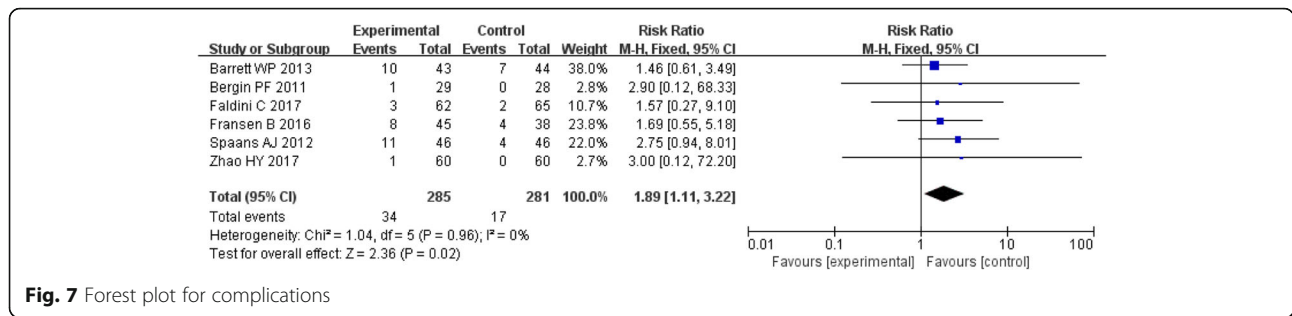 Experimental Control Risk Ratio Risk Ratio
Study or Subgroup Events Total Events Total Weight M-H, Fixed, 95% CI M-H, Fixed, 95% CI
Barrett WP 2013 10 43 7 44 38.0% 1.46 [0.61, 3.49]
Bergin PF 2011 1 29 0 28 2.8% 2.90 [0.12, 68.33]
Faldini C 2017 3 62 2 65 10.7% 1.57 [0.27, 9.10]
Fransen B 2016 8 45 4 38 23.8% 1.69 [0.55, 5.18]
Spaans AJ 2012 11 46 4 46 22.0% 2.75 [0.94, 8.01]
Zhao HY 2017 1 60 0 60 2.7% 3.00 [0.12, 72.20]
Total (95% CI) 285 281 100.0% 1.89 [1.11, 3.22]
Total events 34 17
Heterogeneity: Chi² = 1.04, df = 5 (P = 0.96); I² = 0%
Test for overall effect: Z = 2.36 (P = 0.02)
0.01 0.1 1 10 100
Favours [experimental] Favours [control]
Fig. 7 Forest plot for complications